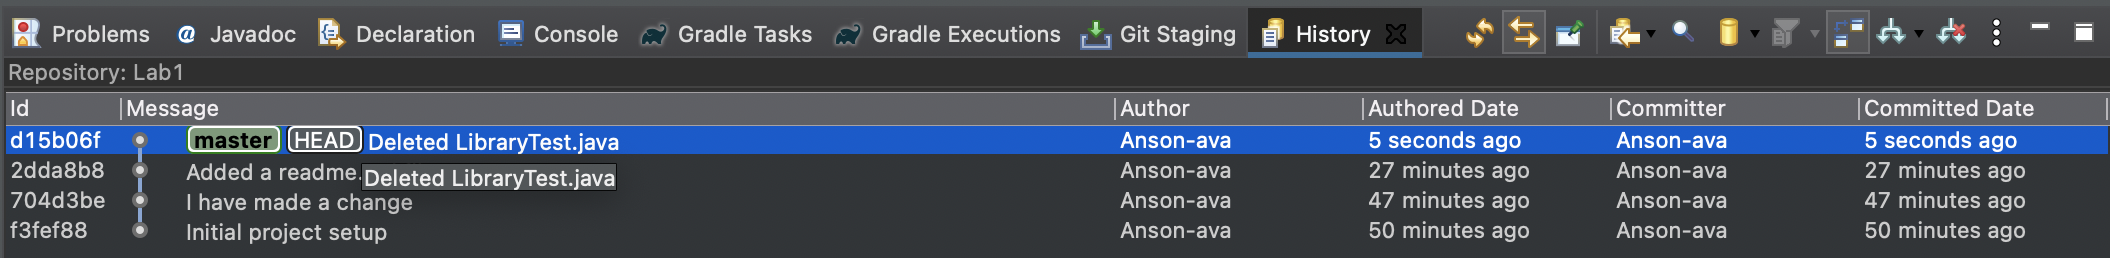 Problems @ Javadoc Declaration Console Gradle Tasks Gradle Executions Git Staging History
Repository: Lab1
Id Message Author Authored Date Committer Committed Date
d15b06f master HEAD Deleted LibraryTest.java Anson-ava 5 seconds ago Anson-ava 5 seconds ago
2dda8b8 Added a readme. Anson-ava 27 minutes ago Anson-ava 27 minutes ago
Deleted LibraryTest.java
704d3be I have made a change Anson-ava 47 minutes ago Anson-ava 47 minutes ago
f3fef88 Initial project setup Anson-ava 50 minutes ago Anson-ava 50 minutes ago